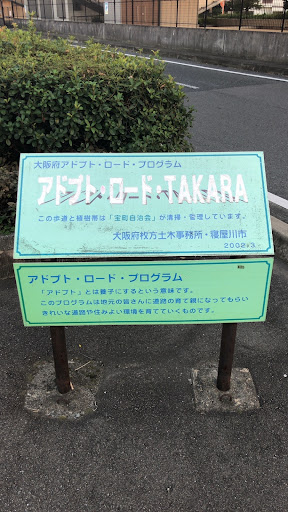 大阪府アドプト・ロード・プログラム
アドプト・ロード・TAKARA
この歩道と植樹帯は「宝町自治会」が清掃・管理しています。
大阪府枚方土木事務所・寝屋川市
2002.3
アドプト・ロード・プログラム
「アドプト」とは養子にするという意味です。
このプログラムは地元の皆さんに道路の育て親になってもらい
きれいな道路や住みよい環境を育てていくものです。